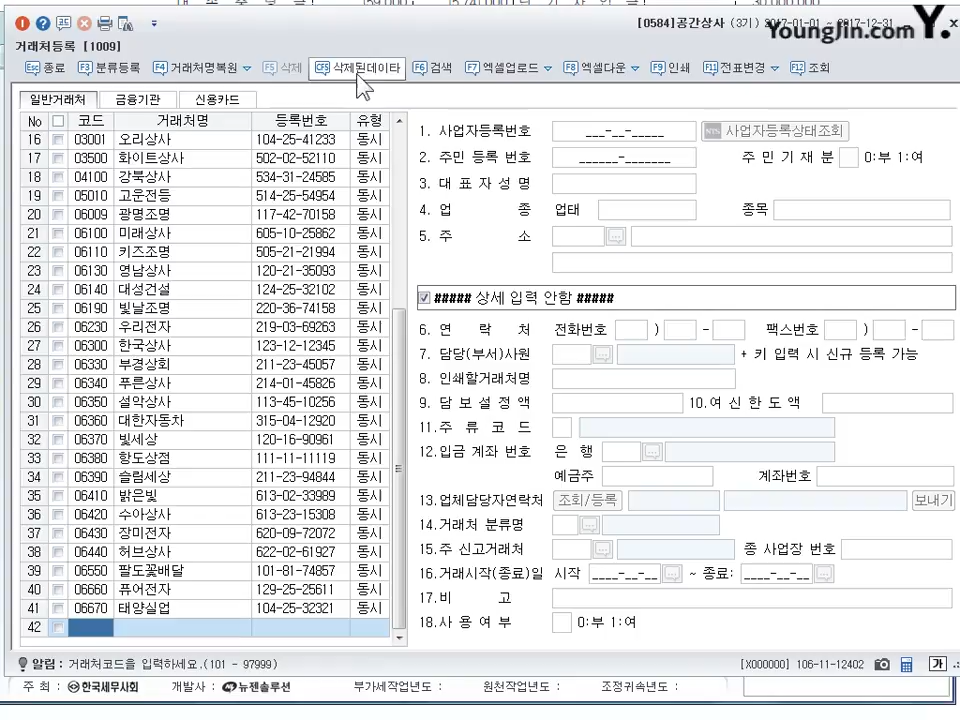 [0584]공간상사 (3기) 2017-01-01 ~ 2017-12-31
YoungJin.com Y.
거래처등록 [1009]
Esc 종료 F3 분류등록 F4 거래처명복원 F5 삭제 CF5 삭제된데이타 F6 검색 F7 엑셀업로드 F8 엑셀다운 F9 인쇄 F11 전표변경 F12 조회
일반거래처 금융기관 신용카드
No 코드 거래처명 등록번호 유형
16 03001 오리상사 104-25-41233 동시
17 03500 화이트상사 502-02-52110 동시
18 04100 강북상사 534-31-24585 동시
19 05010 고운전등 514-25-54954 동시
20 06009 광명조명 117-42-70158 동시
21 06100 미래상사 605-10-25862 동시
22 06110 키즈조명 505-21-21994 동시
23 06130 영남상사 120-21-35093 동시
24 06140 대성건설 124-25-32102 동시
25 06190 빛날조명 220-36-74158 동시
26 06230 우리전자 219-03-69263 동시
27 06300 한국상사 123-12-12345 동시
28 06330 부경상회 211-23-45057 동시
29 06340 푸른상사 214-01-45826 동시
30 06350 설악상사 113-45-10256 동시
31 06360 대한자동차 315-04-12920 동시
32 06370 빛세상 120-16-90961 동시
33 06380 향도상점 111-11-11119 동시
34 06390 슬럼세상 211-23-94844 동시
35 06410 밝은빛 613-02-33989 동시
36 06420 수아상사 613-23-15308 동시
37 06430 장미전자 620-09-72072 동시
38 06440 허브상사 622-02-61927 동시
39 06550 팔도꽃배달 101-81-74857 동시
40 06660 퓨어전자 129-25-25611 동시
41 06670 태양실업 104-25-32321 동시
42
1. 사업자등록번호 ___-__-_____ NTS 사업자등록상태조회
2. 주민 등록 번호 ______-_______ 주 민 기 재 분 0:부 1:여
3. 대 표 자 성 명
4. 업 종 업태 종목
5. 주 소
##### 상세 입력 안함 #####
6. 연 락 처 전화번호 ) - 팩스번호 ) -
7. 담당(부서)사원 + 키 입력 시 신규 등록 가능
8. 인쇄할거래처명
9. 담 보 설 정 액 10.여 신 한 도 액
11.주 류 코 드
12.입금 계좌 번호 은 행
예금주 계좌번호
13.업체담당자연락처 조회/등록 보내기
14.거래처 분류명
15.주 신고거래처 종 사업장 번호
16.거래시작(종료)일 시작 ____-__-__ ~ 종료: ____-__-__
17.비 고
18.사 용 여 부 0:부 1:여
알림 : 거래처코드을 입력하세요.(101 - 97999) [X000000] 106-11-12402 가
주 최 : 한국세무사회 개발사 : 뉴젠솔루션 부가세작업년도 : 원천작업년도 : 조정귀속년도 :